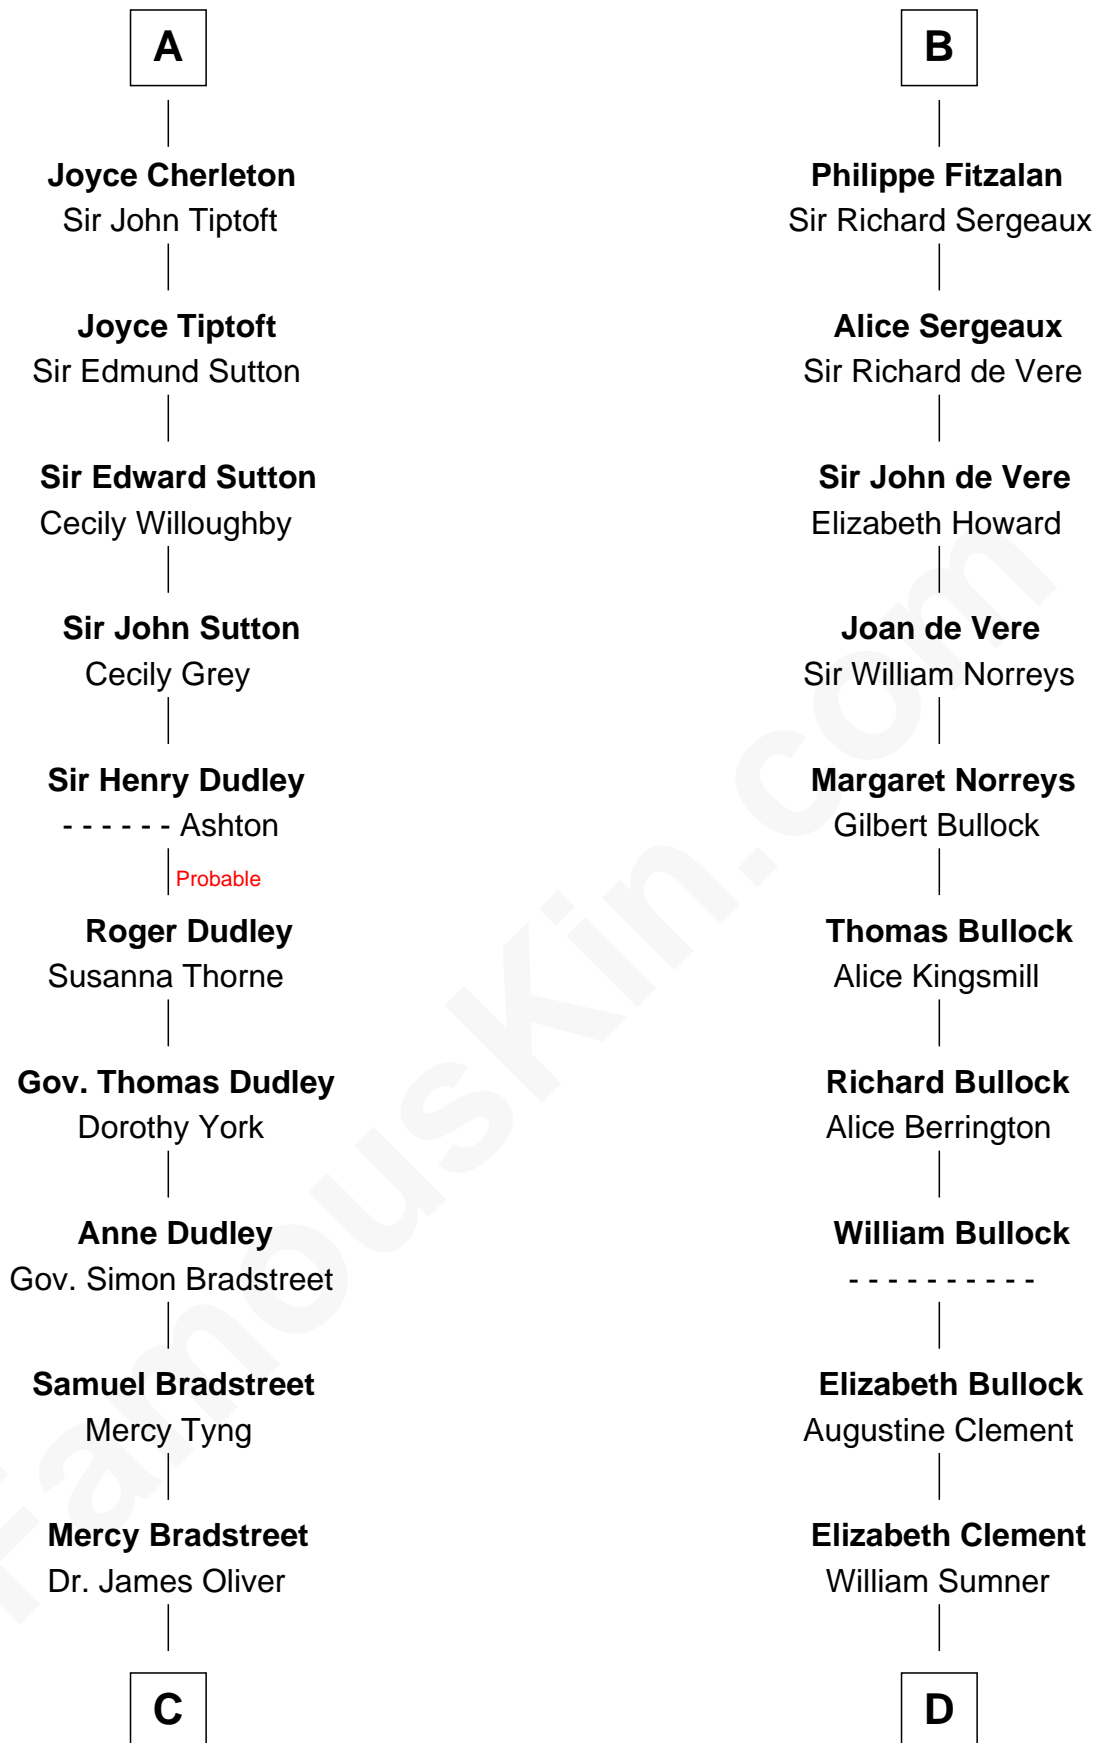 A
Joyce Cherleton
Sir John Tiptoft
Joyce Tiptoft
Sir Edmund Sutton
Sir Edward Sutton
Cecily Willoughby
Sir John Sutton
Cecily Grey
Sir Henry Dudley
- - - - - - Ashton
Probable
Roger Dudley
Susanna Thorne
Gov. Thomas Dudley
Dorothy York
Anne Dudley
Gov. Simon Bradstreet
Samuel Bradstreet
Mercy Tyng
Mercy Bradstreet
Dr. James Oliver
C
B
Philippe Fitzalan
Sir Richard Sergeaux
Alice Sergeaux
Sir Richard de Vere
Sir John de Vere
Elizabeth Howard
Joan de Vere
Sir William Norreys
Margaret Norreys
Gilbert Bullock
Thomas Bullock
Alice Kingsmill
Richard Bullock
Alice Berrington
William Bullock
- - - - - - - - - -
Elizabeth Bullock
Augustine Clement
Elizabeth Clement
William Sumner
D
FamousKin.com